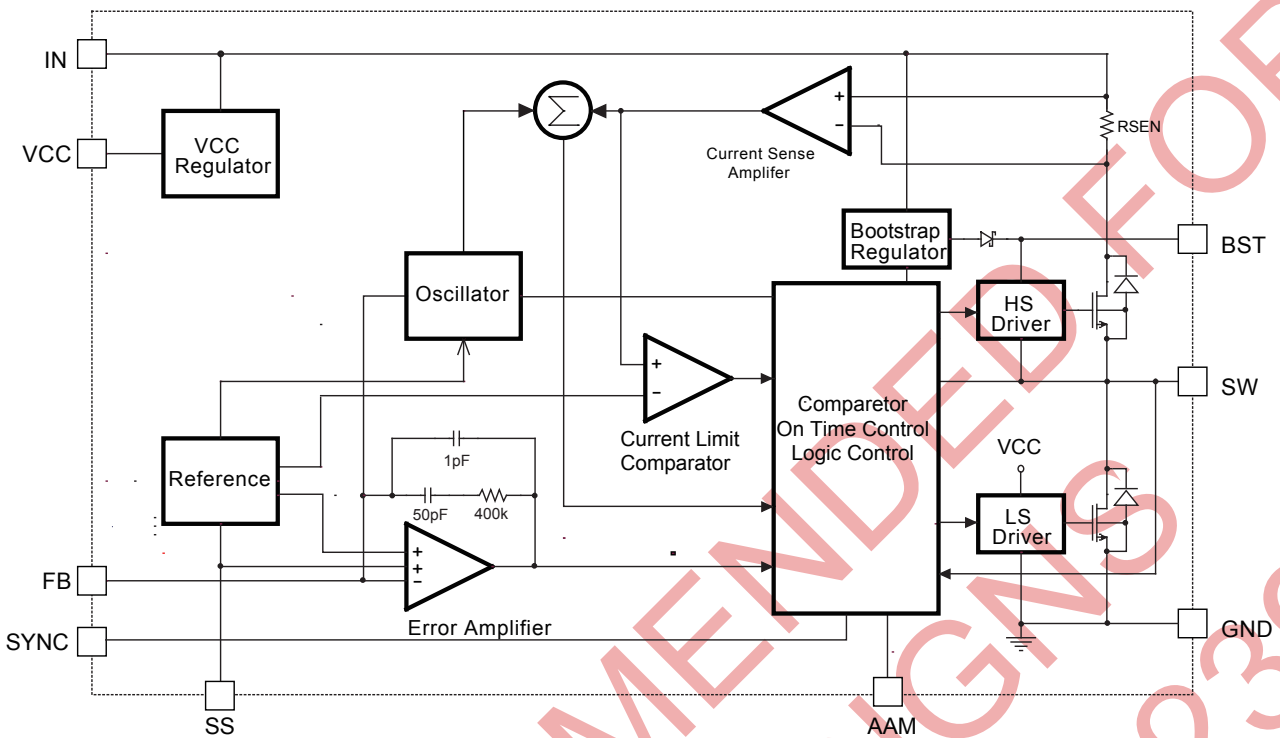 IN
VCC
VCC
Regulator
Σ
+
−
Current Sense
Amplifer
RSEN
Bootstrap
Regulator
BST
Oscillator
HS
Driver
+
−
Current Limit
Comparator
Comparetor
On Time Control
Logic Control
SW
1pF
50pF
400k
Reference
VCC
LS
Driver
FB
+
+
−
Error Amplifier
SYNC
GND
SS
AAM
MENDED FOR
IGNS